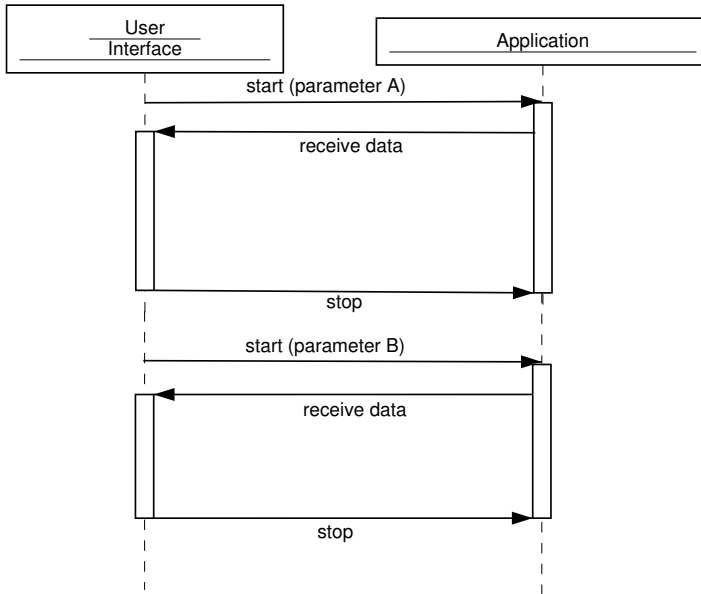 User
Interface
Application
start (parameter A)
receive data
stop
start (parameter B)
receive data
stop